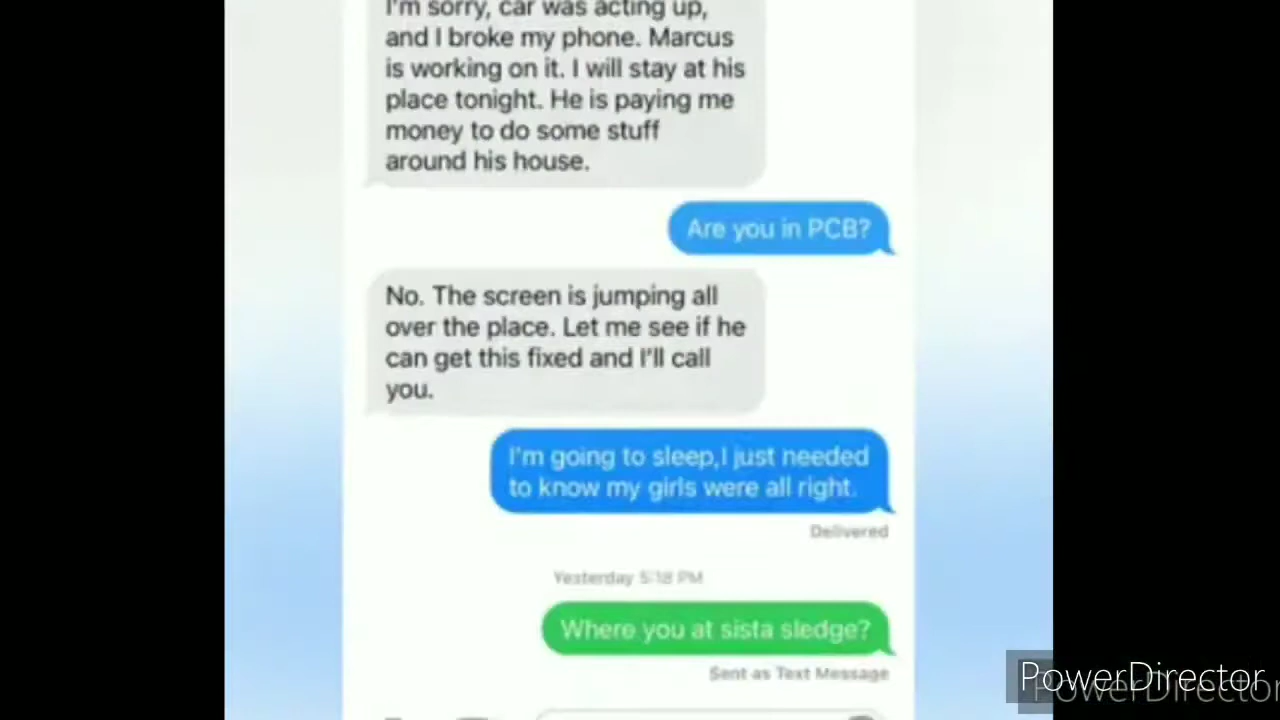 I'm sorry, car was acting up,
and I broke my phone. Marcus
is working on it. I will stay at his
place tonight. He is paying me
money to do some stuff
around his house.
Are you in PCB?
No. The screen is jumping all
over the place. Let me see if he
can get this fixed and I'll call
you.
I'm going to sleep,I just needed
to know my girls were all right.
Delivered
Yesterday 5:18 PM
Where you at sista sledge?
Sent as Text Message
PowerDirector
PowerDirector